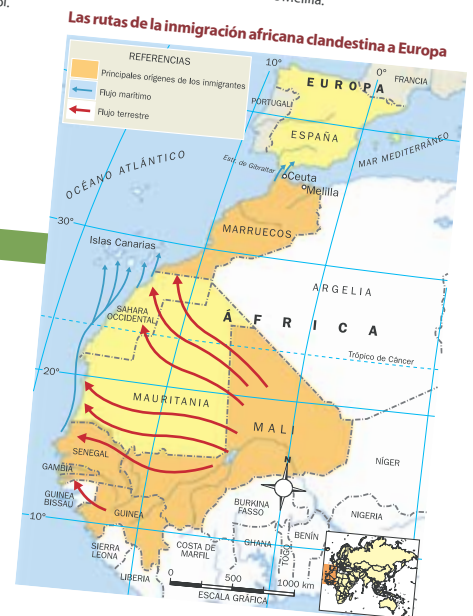 Las rutas de la inmigración africana clandestina a Europa
REFERENCIAS
Principales orígenes de los inmigrantes
Flujo marítimo
Flujo terrestre
10°
0°
FRANCIA
EUROPA
PORTUGAL
ESPAÑA
MAR MEDITERRÁNEO
OCÉANO ATLÁNTICO
Estr. de Gibraltar
Ceuta
Melilla
30°
MARRUECOS
Islas Canarias
ARGELIA
SAHARA
OCCIDENTAL
ÁFRICA
Trópico de Cáncer
20°
MAURITANIA
MALI
SENEGAL
NÍGER
N
GAMBIA
GUINEA
BISSAU
GUINEA
BURKINA
FASSO
NIGERIA
10°
BENÍN
SIERRA
LEONA
COSTA DE
MARFIL
GHANA
TOGO
LIBERIA
0
500
1000 km
ESCALA GRÁFICA